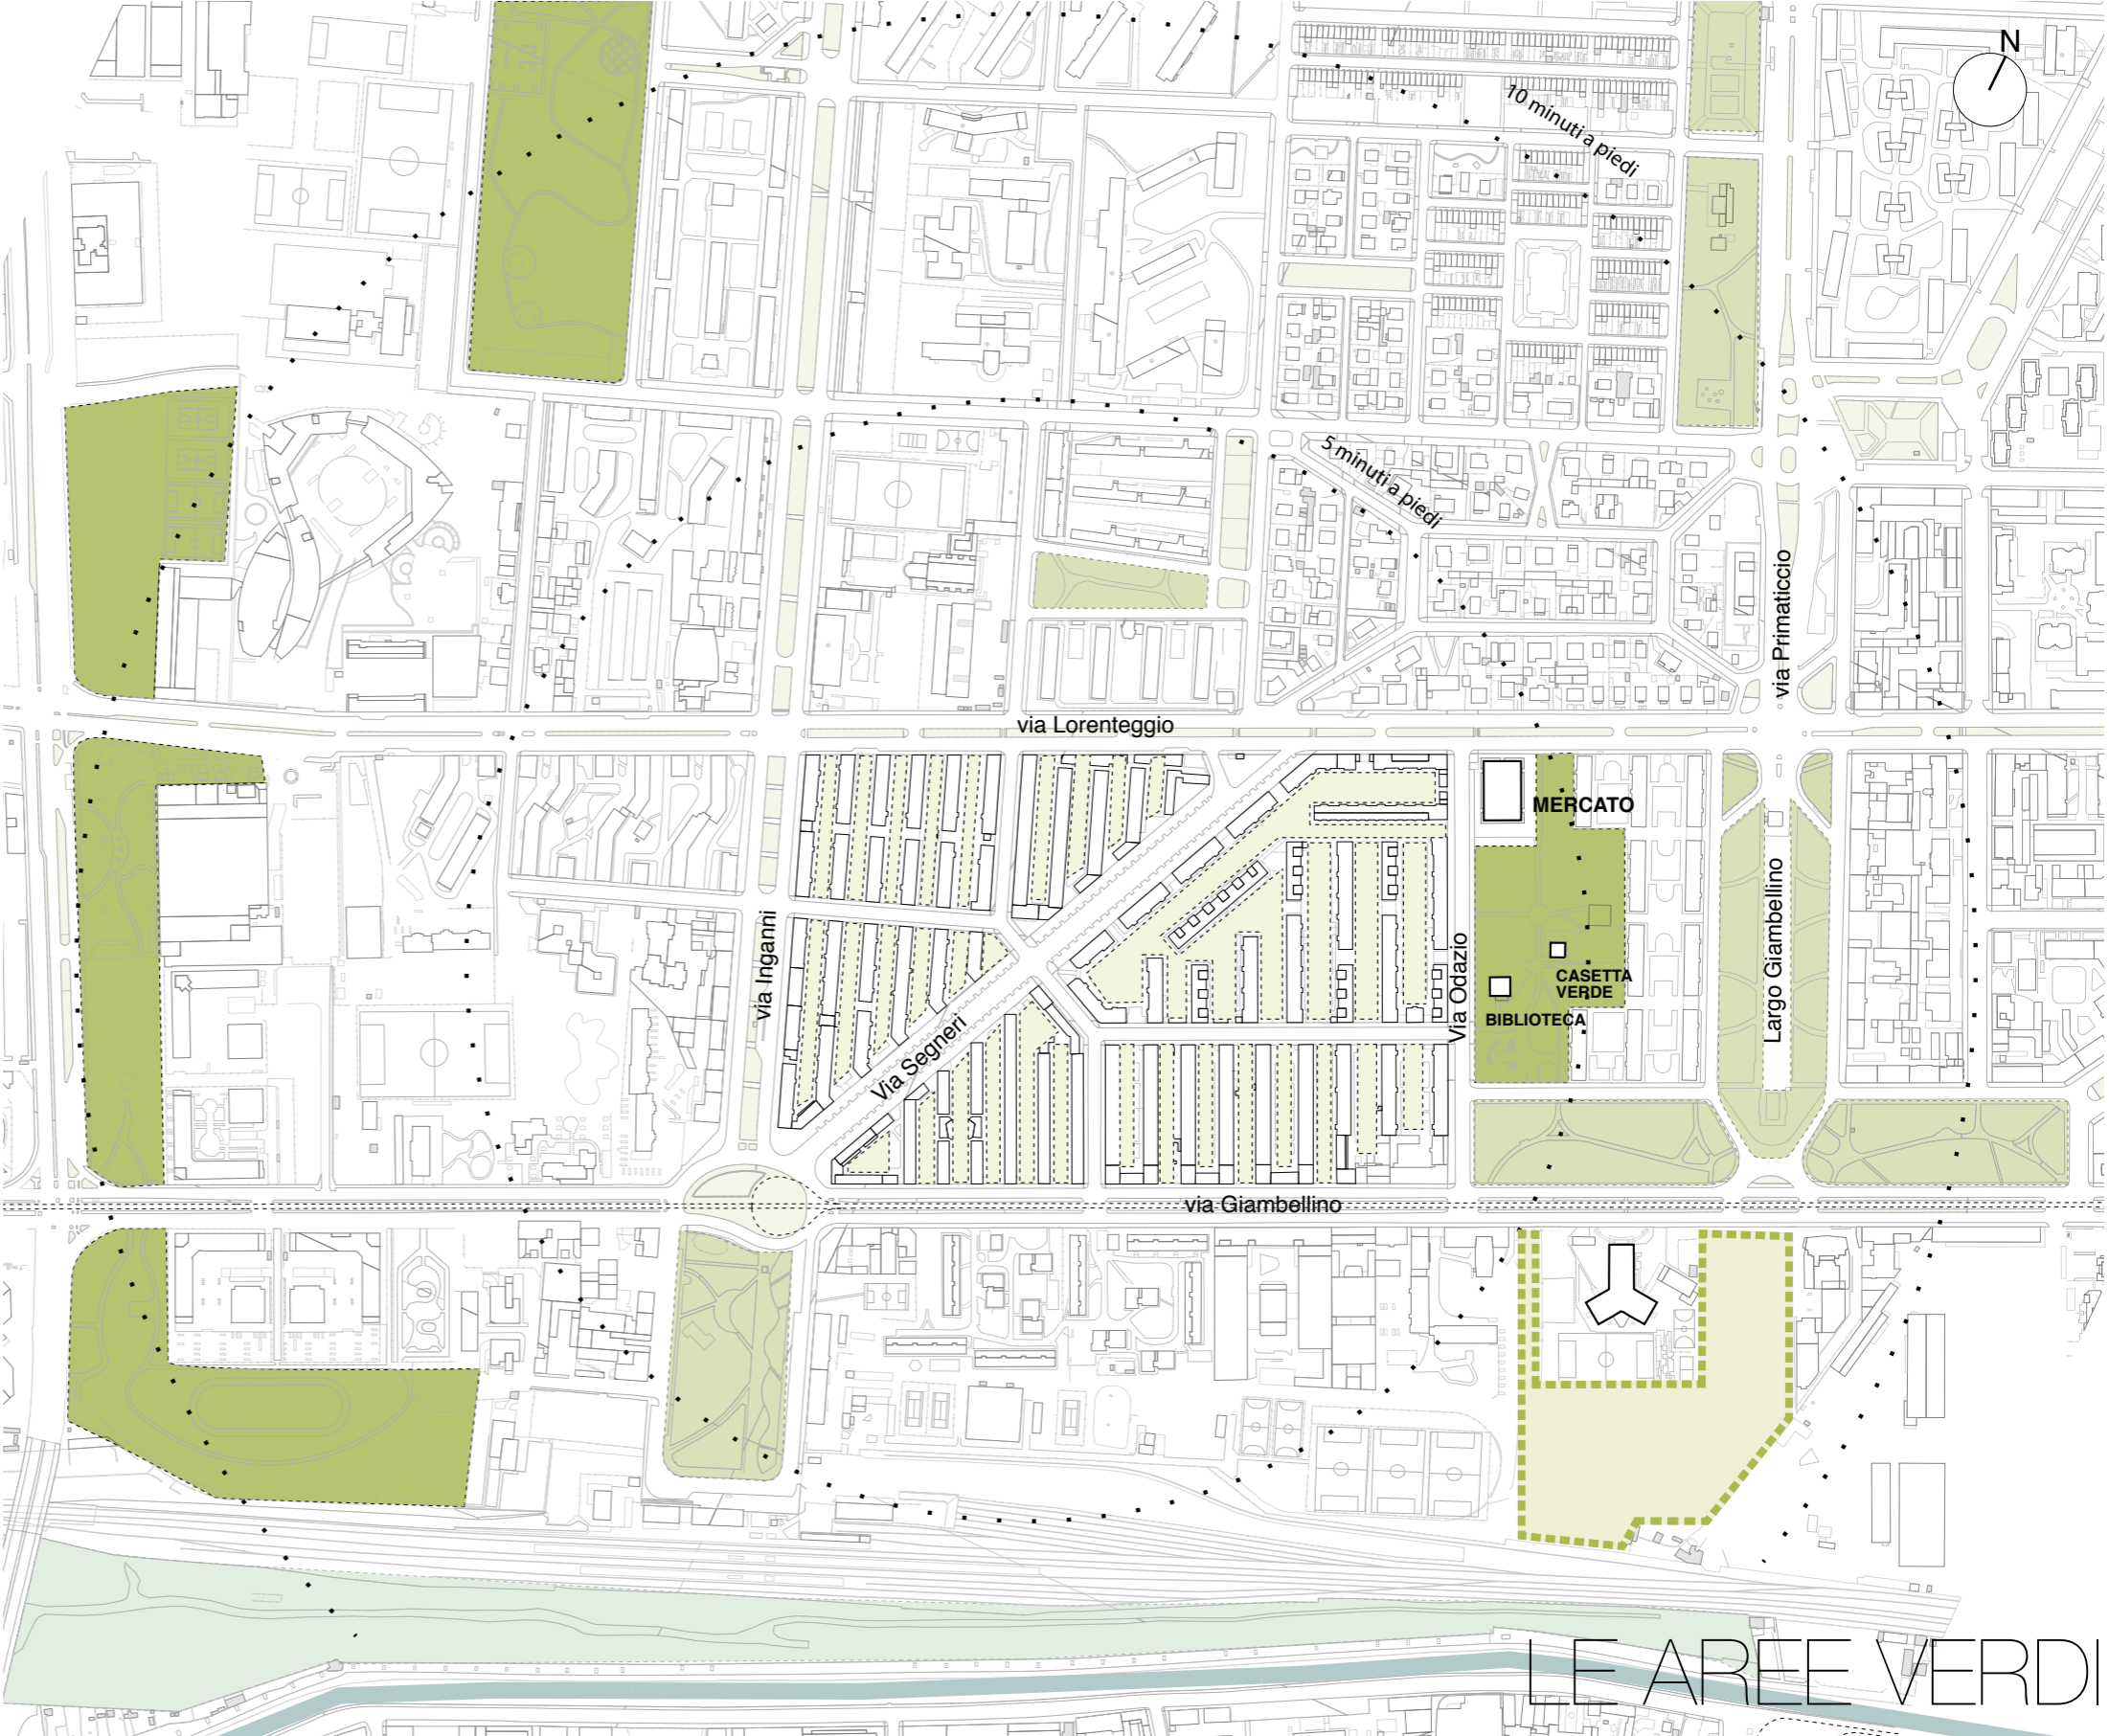 N
10 minuti a piedi
5 minuti a piedi
via Primaticcio
via Lorenteggio
MERCATO
Largo Giambellino
via Inganni
Via Odazio
CASETTA
VERDE
BIBLIOTECA
Via Segneri
via Giambellino
LE AREE VERDI